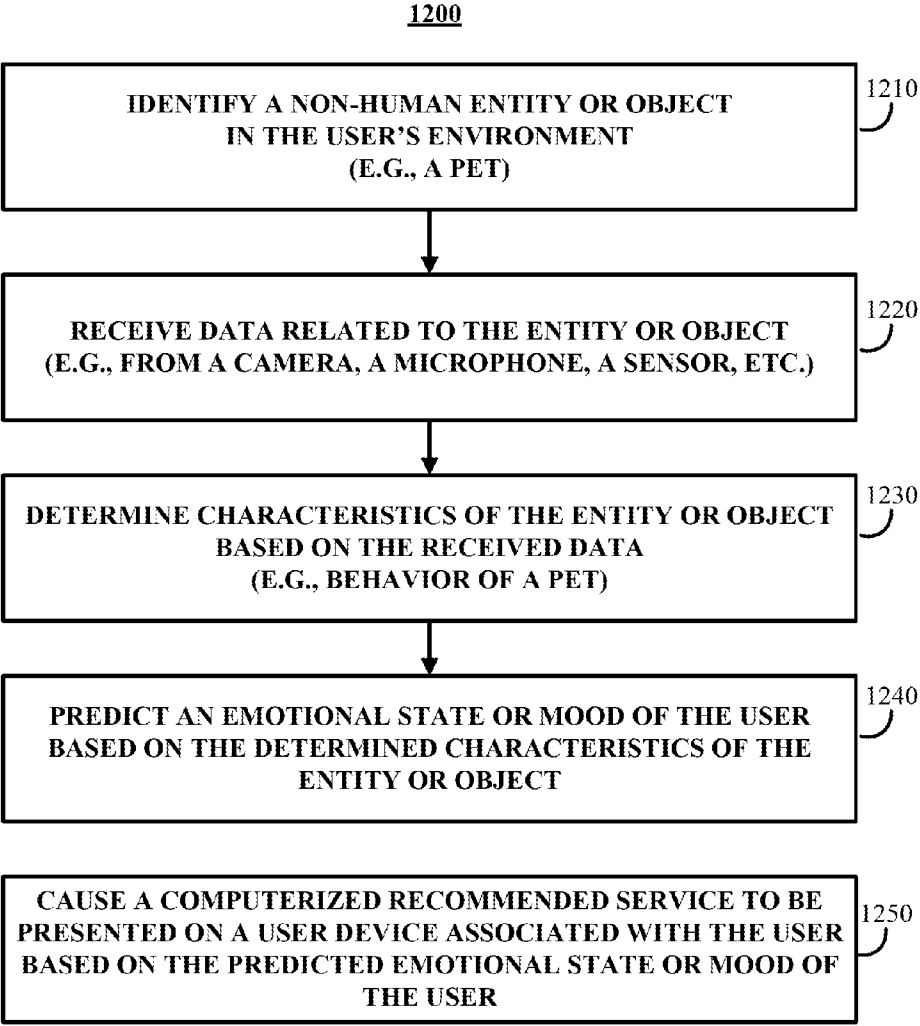 1200
IDENTIFY A NON-HUMAN ENTITY OR OBJECT
IN THE USER'S ENVIRONMENT
(E.G., A PET)
1210
RECEIVE DATA RELATED TO THE ENTITY OR OBJECT
(E.G., FROM A CAMERA, A MICROPHONE, A SENSOR, ETC.)
1220
DETERMINE CHARACTERISTICS OF THE ENTITY OR OBJECT
BASED ON THE RECEIVED DATA
(E.G., BEHAVIOR OF A PET)
1230
PREDICT AN EMOTIONAL STATE OR MOOD OF THE USER
BASED ON THE DETERMINED CHARACTERISTICS OF THE
ENTITY OR OBJECT
1240
CAUSE A COMPUTERIZED RECOMMENDED SERVICE TO BE
PRESENTED ON A USER DEVICE ASSOCIATED WITH THE USER
BASED ON THE PREDICTED EMOTIONAL STATE OR MOOD OF
THE USER
1250